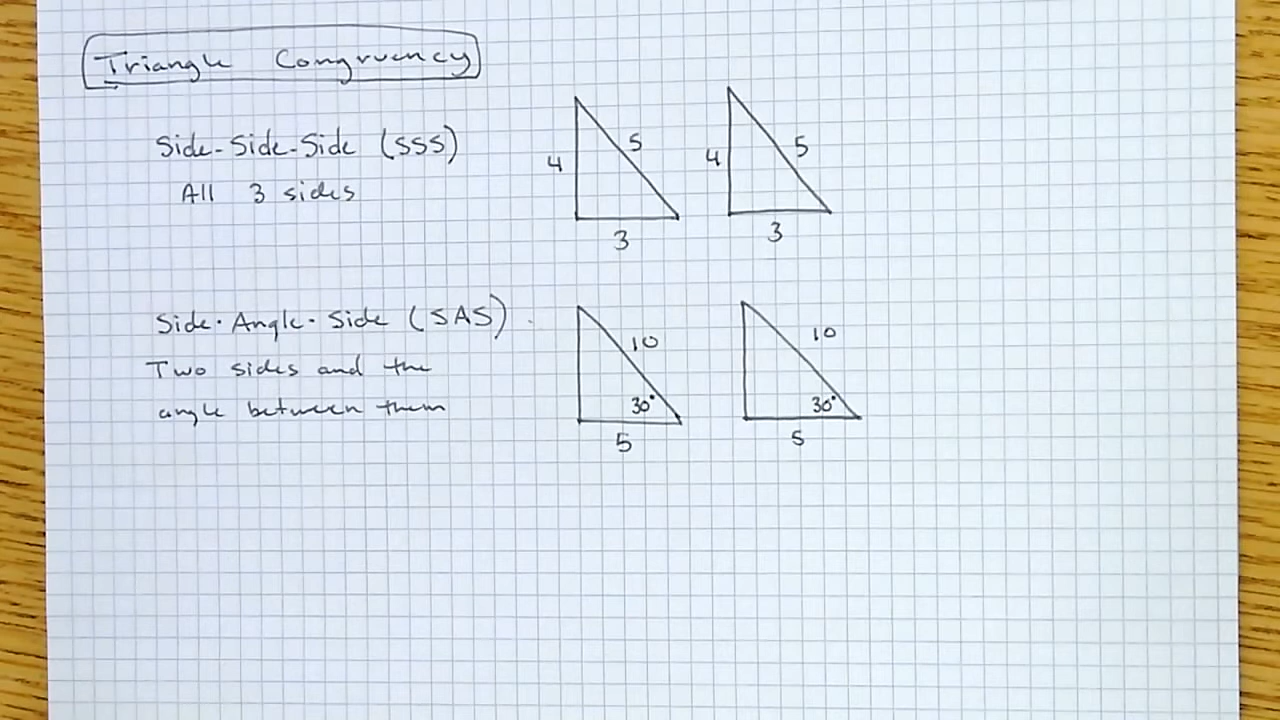 Triangle Congruency
Side-Side-Side (SSS)
All 3 sides
4 5 3
4 5 3
Side-Angle-Side (SAS)
Two sides and the
angle between them
10 30° 5
10 30° 5